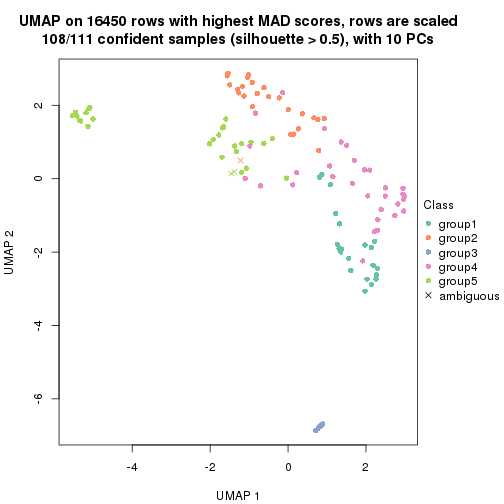 UMAP on 16450 rows with highest MAD scores, rows are scaled
108/111 confident samples (silhouette > 0.5), with 10 PCs
2
0
-2
-4
-6
UMAP 2
-4
-2
0
2
UMAP 1
Class
group1
group2
group3
group4
group5
ambiguous